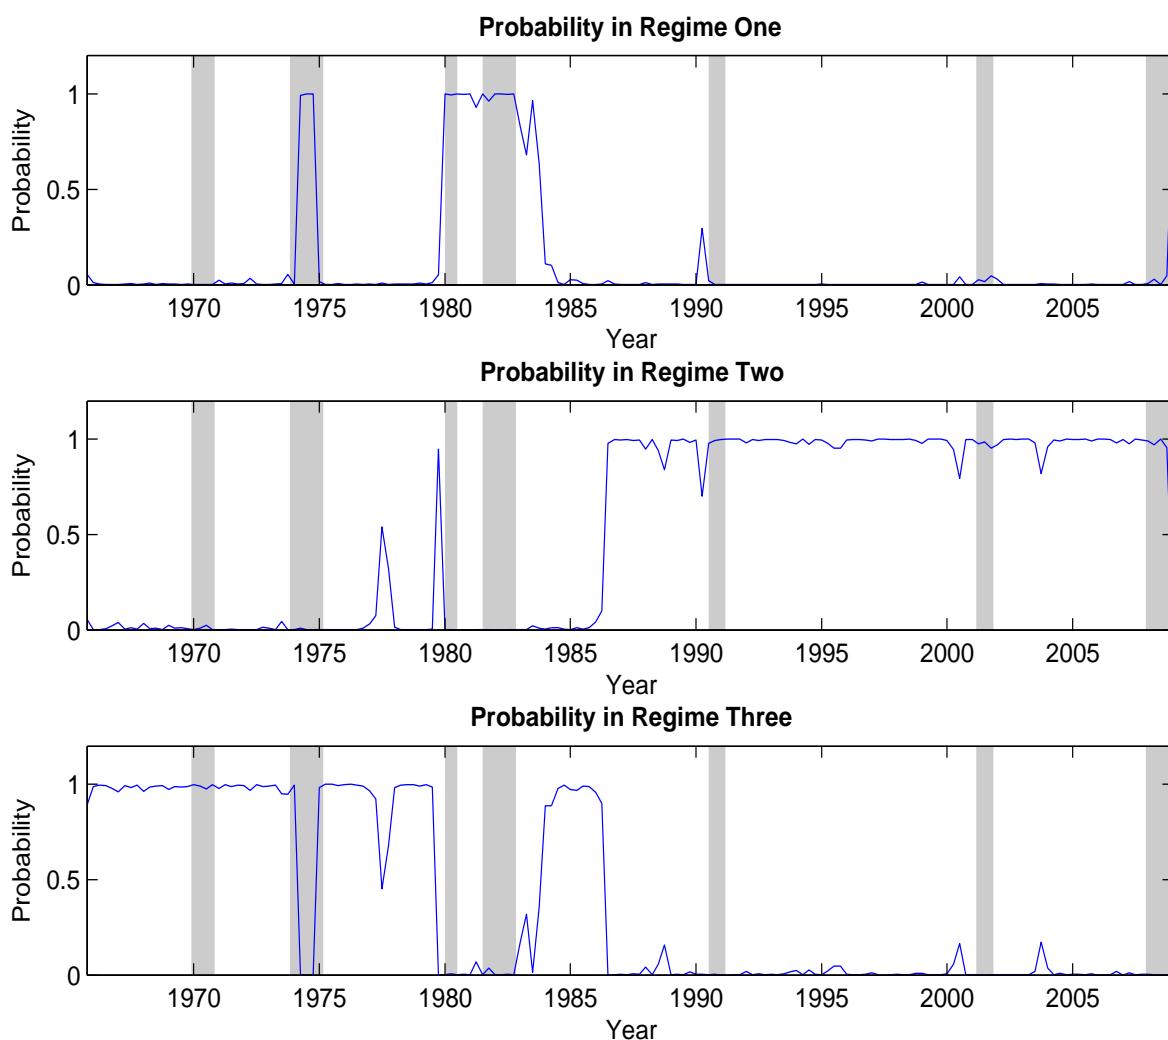 Probability in Regime One
1
0.5
0
Probability
1970 1975 1980 1985 1990 1995 2000 2005
Year
Probability in Regime Two
1
0.5
0
Probability
1970 1975 1980 1985 1990 1995 2000 2005
Year
Probability in Regime Three
1
0.5
0
Probability
1970 1975 1980 1985 1990 1995 2000 2005
Year